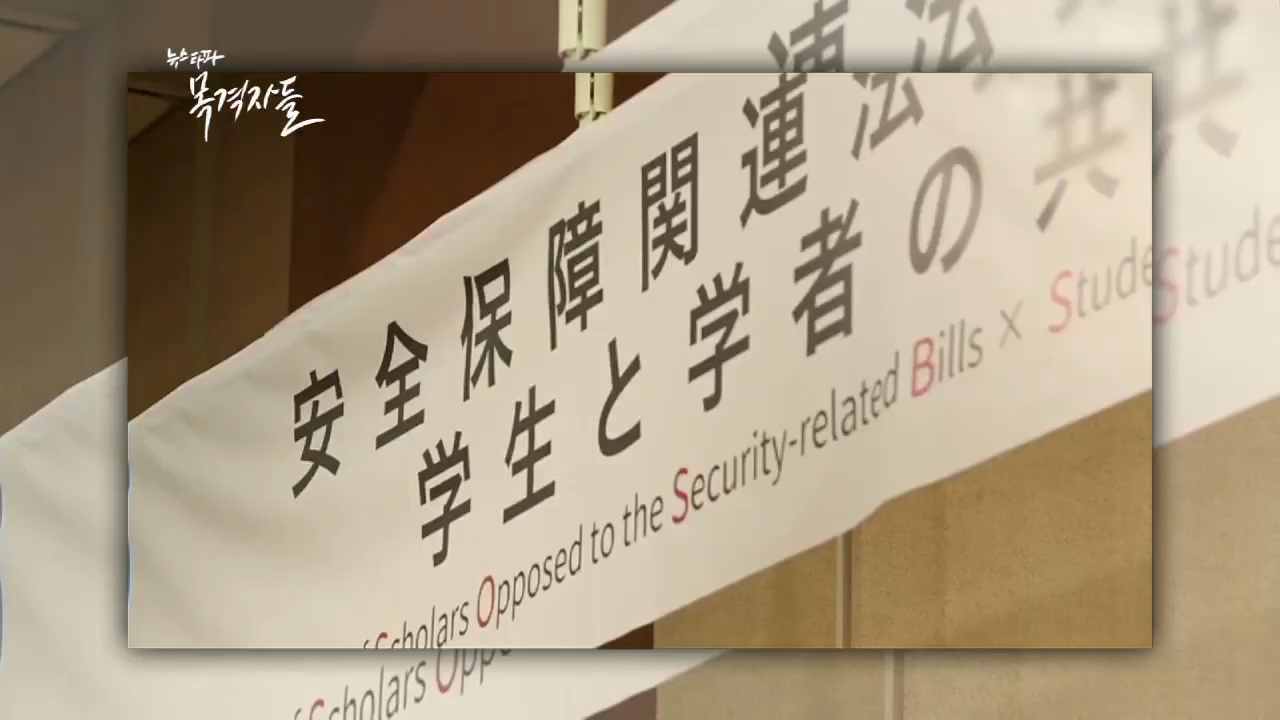 뉴스타파
목격자들
安全保障関連法
学生と学者の共
Scholars Opposed to the Security-related Bills × Stude